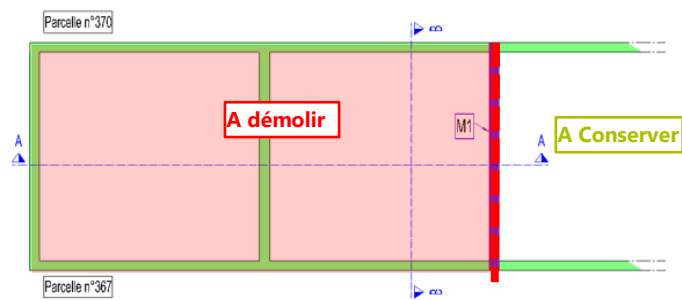 Parcelle n°370
B
A démolir
M1
A Conserver
A
A
Parcelle n°367
B